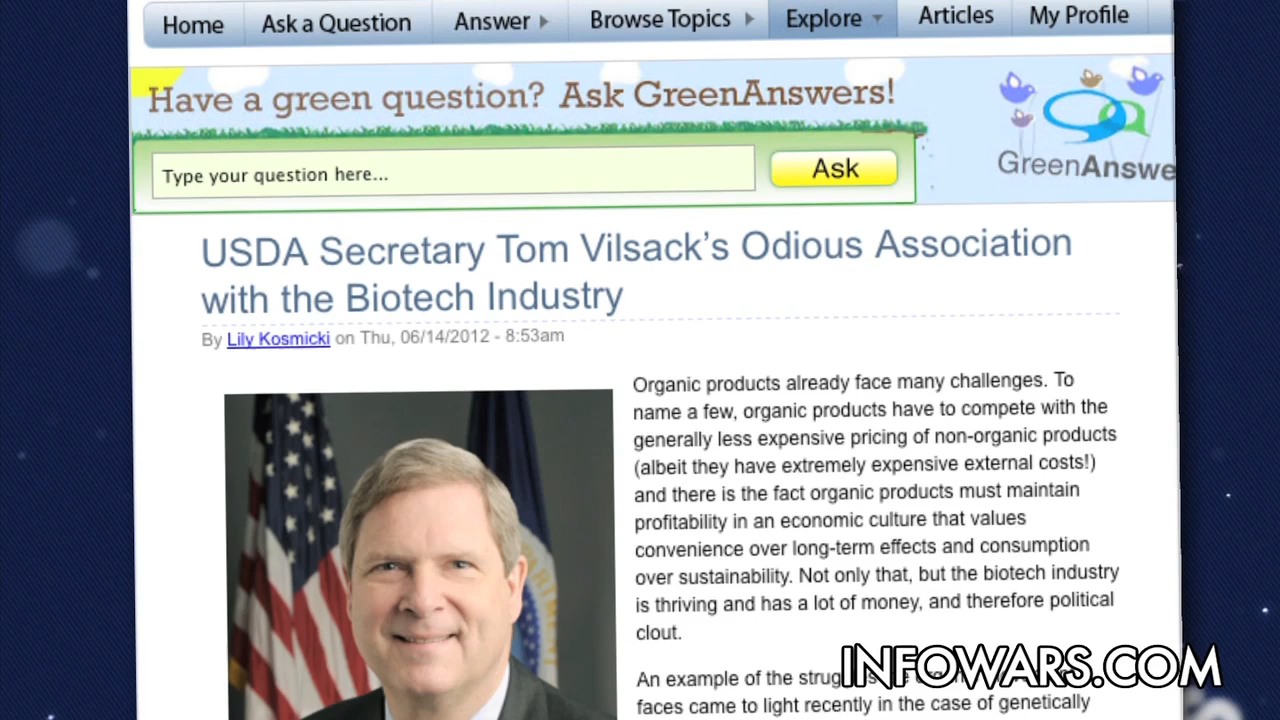 Home Ask a Question Answer Browse Topics Explore Articles My Profile
Have a green question? Ask GreenAnswers!
Type your question here... Ask
GreenAnswe
USDA Secretary Tom Vilsack's Odious Association
with the Biotech Industry
By Lily Kosmicki on Thu, 06/14/2012 - 8:53am
Organic products already face many challenges. To
name a few, organic products have to compete with the
generally less expensive pricing of non-organic products
(albeit they have extremely expensive external costs!)
and there is the fact organic products must maintain
profitability in an economic culture that values
convenience over long-term effects and consumption
over sustainability. Not only that, but the biotech industry
is thriving and has a lot of money, and therefore political
clout.
An example of the
faces came to light recently in the case of genetically
INFOWARS.COM